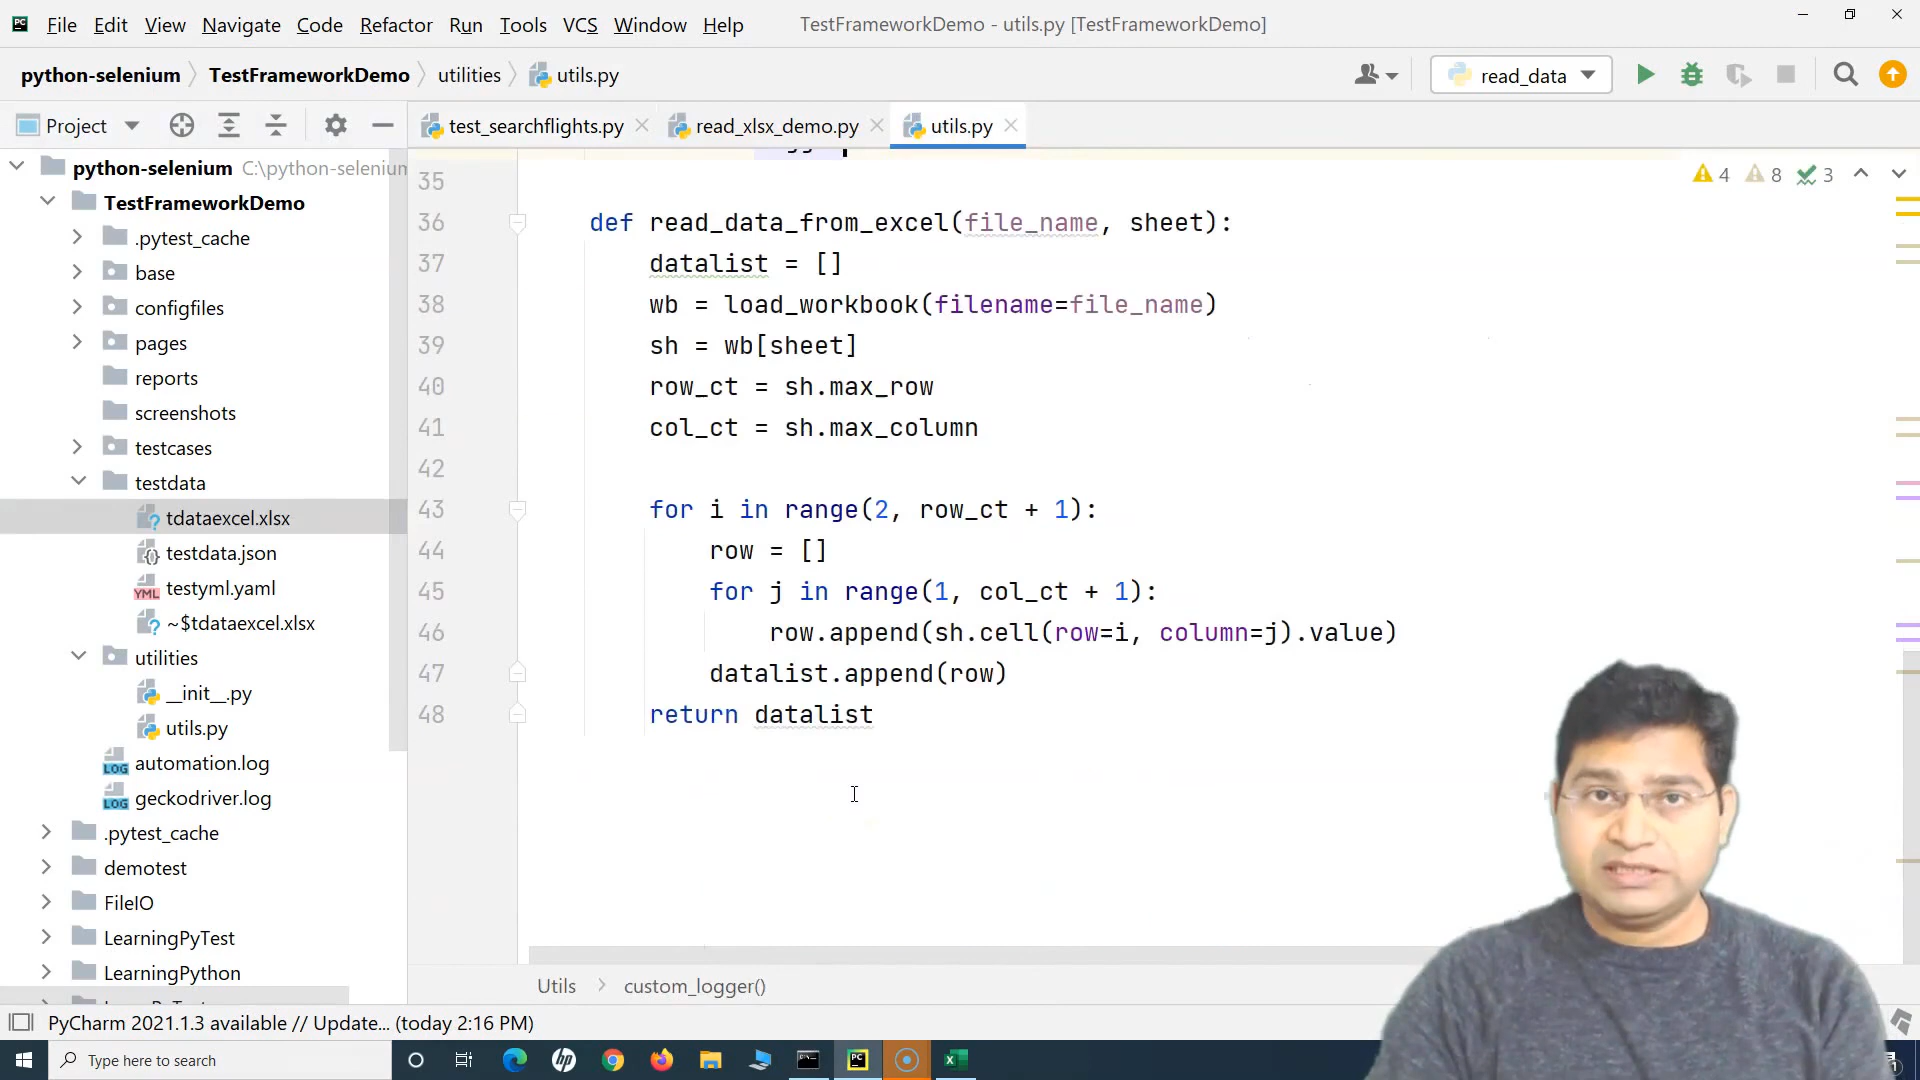 File Edit View Navigate Code Refactor Run Tools VCS Window Help TestFrameworkDemo - utils.py [TestFrameworkDemo]
python-selenium TestFrameworkDemo utilities utils.py read_data
Project
test_searchflights.py read_xlsx_demo.py utils.py
python-selenium C:\python-selenium
TestFrameworkDemo
.pytest_cache
base
configfiles
pages
reports
screenshots
testcases
testdata
tdataexcel.xlsx
testdata.json
testyml.yaml
~$tdataexcel.xlsx
utilities
__init__.py
utils.py
automation.log
geckodriver.log
.pytest_cache
demotest
FileIO
LearningPyTest
LearningPython
4 8 3
35
36 def read_data_from_excel(file_name, sheet):
37 datalist = []
38 wb = load_workbook(filename=file_name)
39 sh = wb[sheet]
40 row_ct = sh.max_row
41 col_ct = sh.max_column
42
43 for i in range(2, row_ct + 1):
44 row = []
45 for j in range(1, col_ct + 1):
46 row.append(sh.cell(row=i, column=j).value)
47 datalist.append(row)
48 return datalist
Utils custom_logger()
PyCharm 2021.1.3 available // Update... (today 2:16 PM)
Type here to search